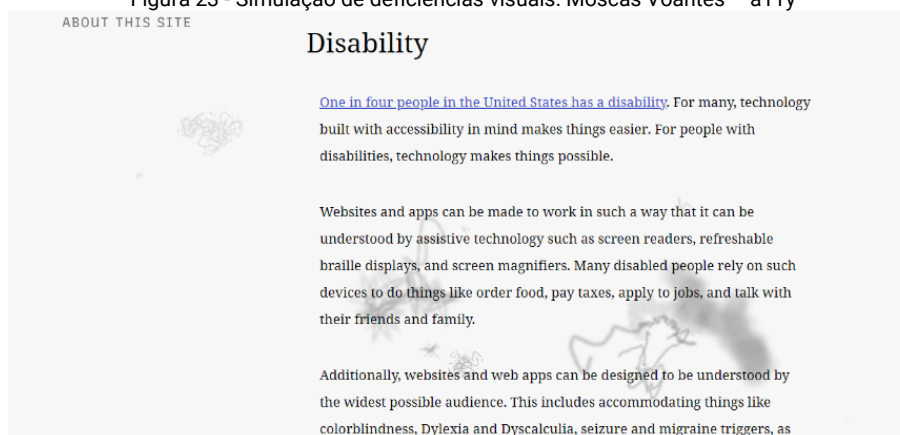 Figura 23 - Simulação de deficiências visuais: Moscas Voantes – a11y
ABOUT THIS SITE
Disability
One in four people in the United States has a disability. For many, technology
built with accessibility in mind makes things easier. For people with
disabilities, technology makes things possible.
Websites and apps can be made to work in such a way that it can be
understood by assistive technology such as screen readers, refreshable
braille displays, and screen magnifiers. Many disabled people rely on such
devices to do things like order food, pay taxes, apply to jobs, and talk with
their friends and family.
Additionally, websites and web apps can be designed to be understood by
the widest possible audience. This includes accommodating things like
colorblindness, Dylexia and Dyscalculia, seizure and migraine triggers, as